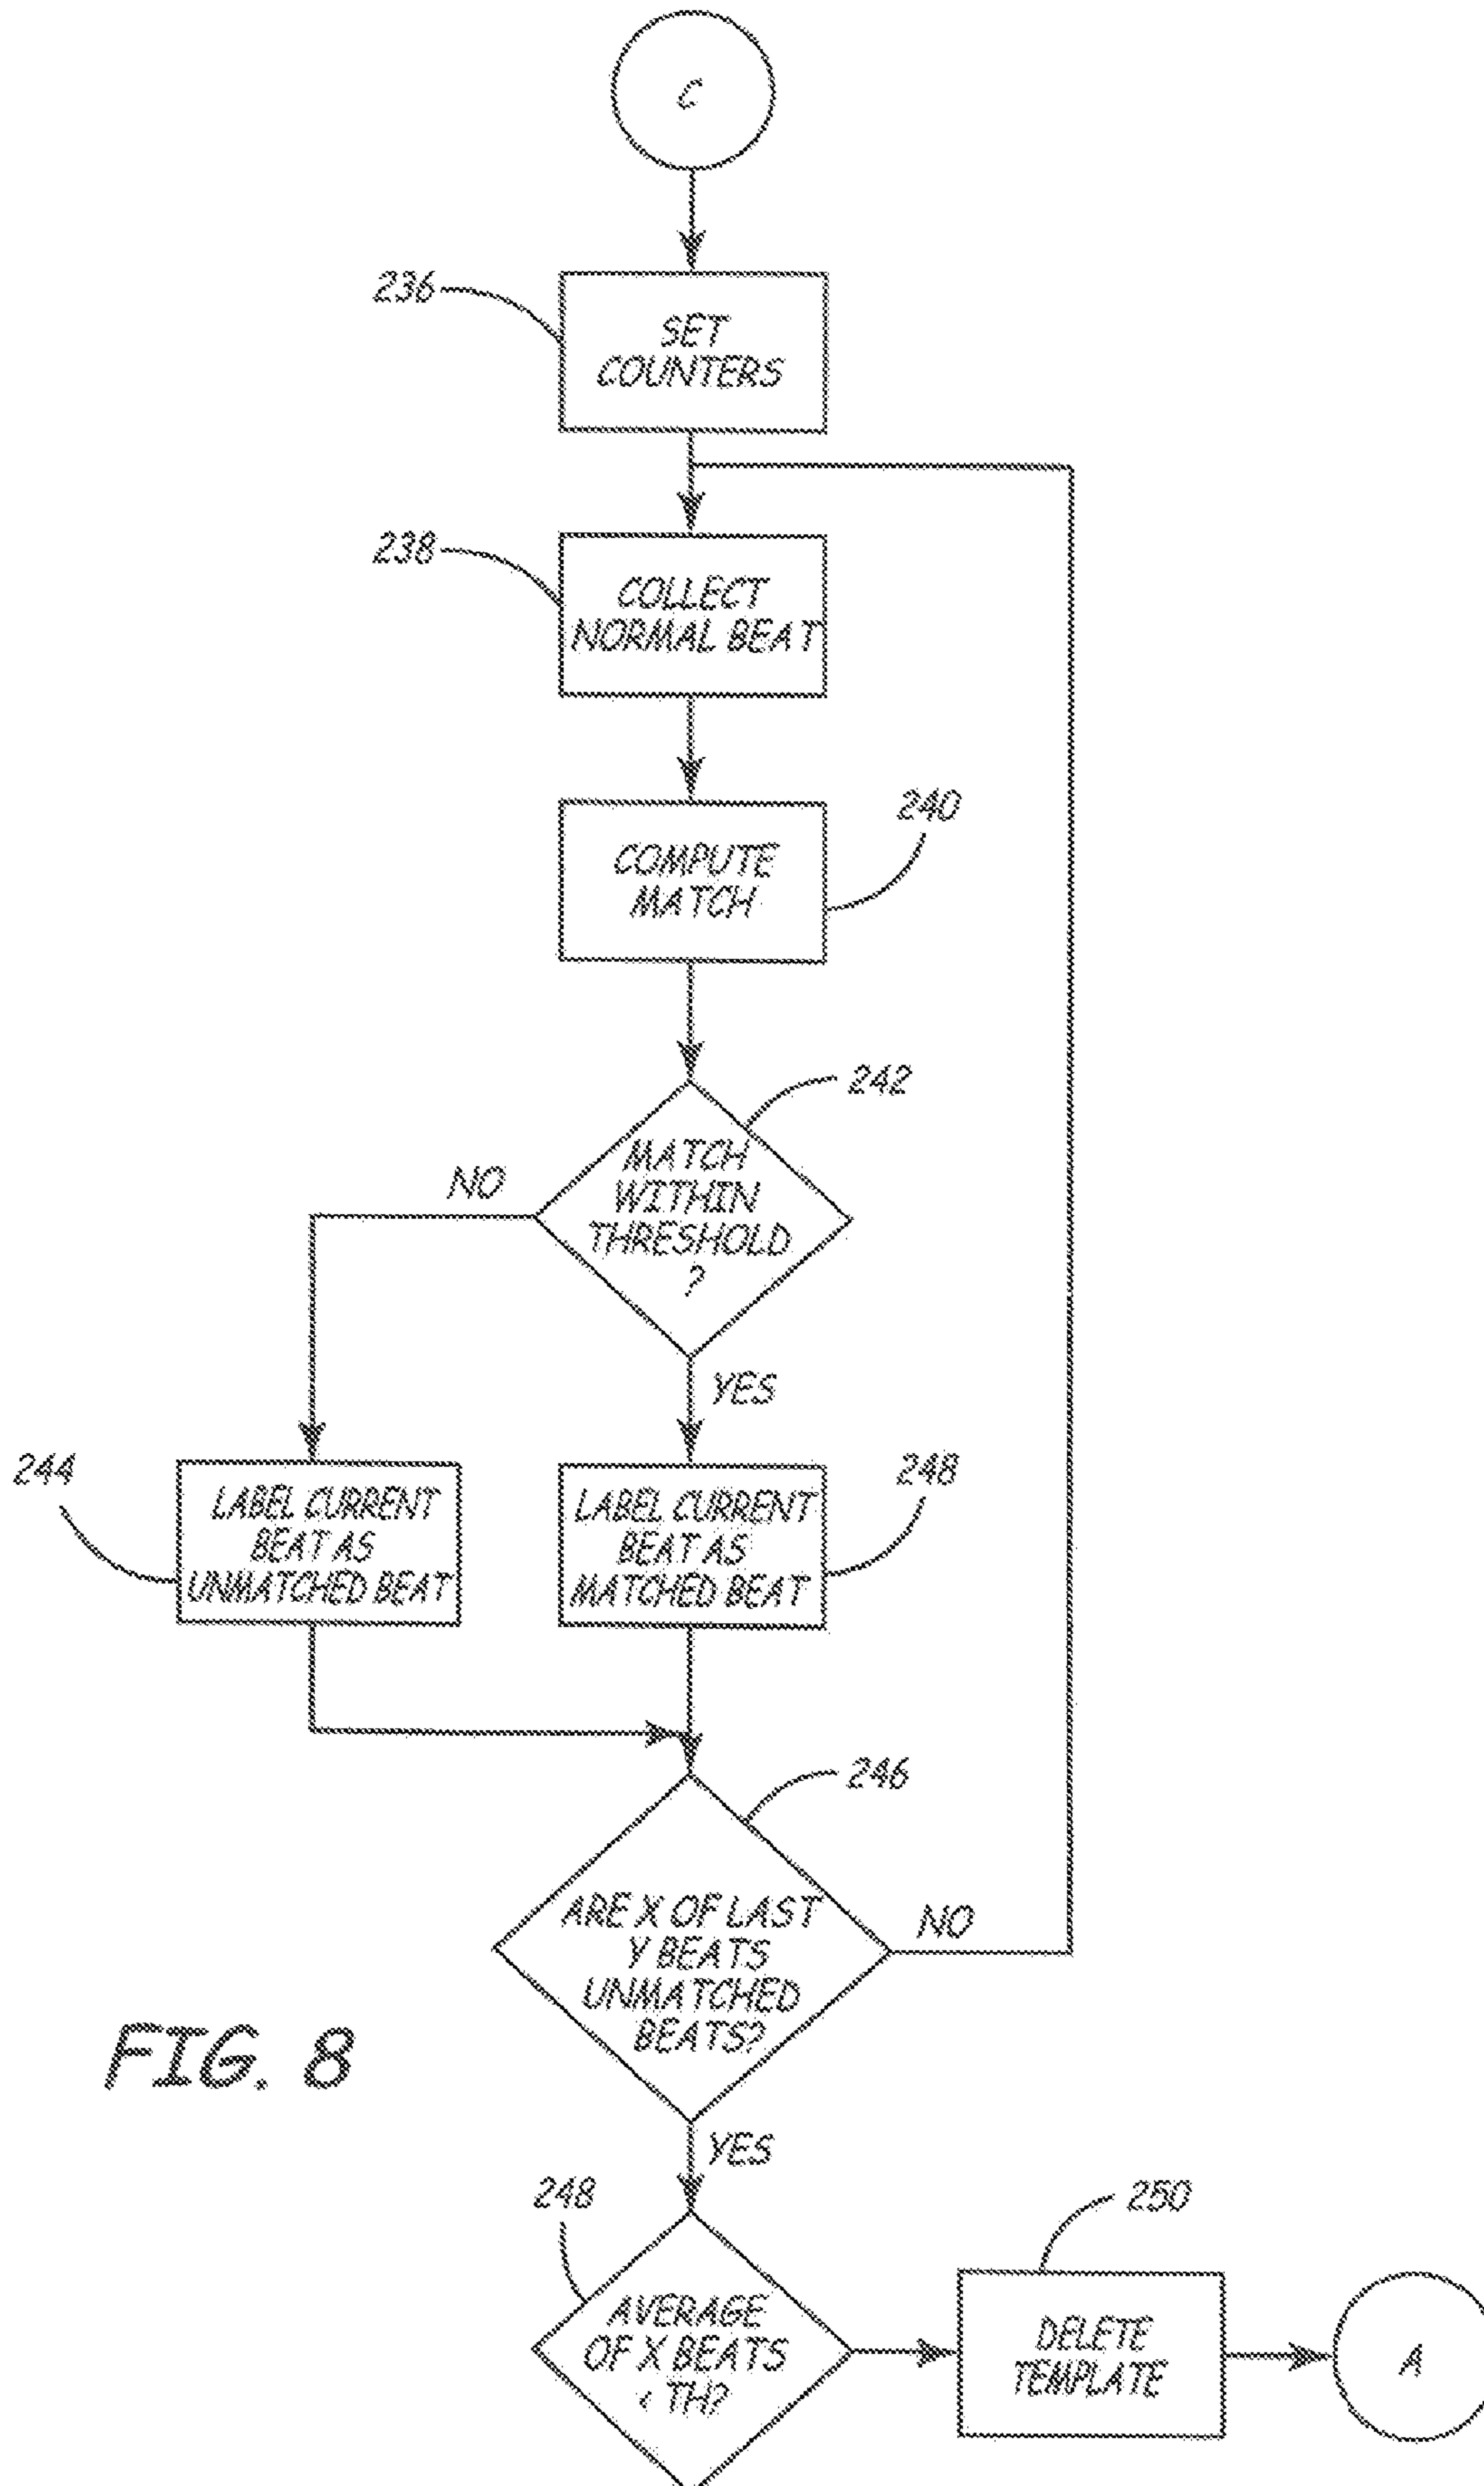 C
236
SET
COUNTERS
238
COLLECT
NORMAL BEAT
240
COMPUTE
MATCH
242
MATCH
WITHIN
THRESHOLD
?
NO
YES
244
LABEL CURRENT
BEAT AS
UNMATCHED BEAT
248
LABEL CURRENT
BEAT AS
MATCHED BEAT
246
ARE X OF LAST
Y BEATS
UNMATCHED
BEATS?
NO
FIG. 8
YES
248
AVERAGE
OF X BEATS
< TH?
250
DELETE
TEMPLATE
A